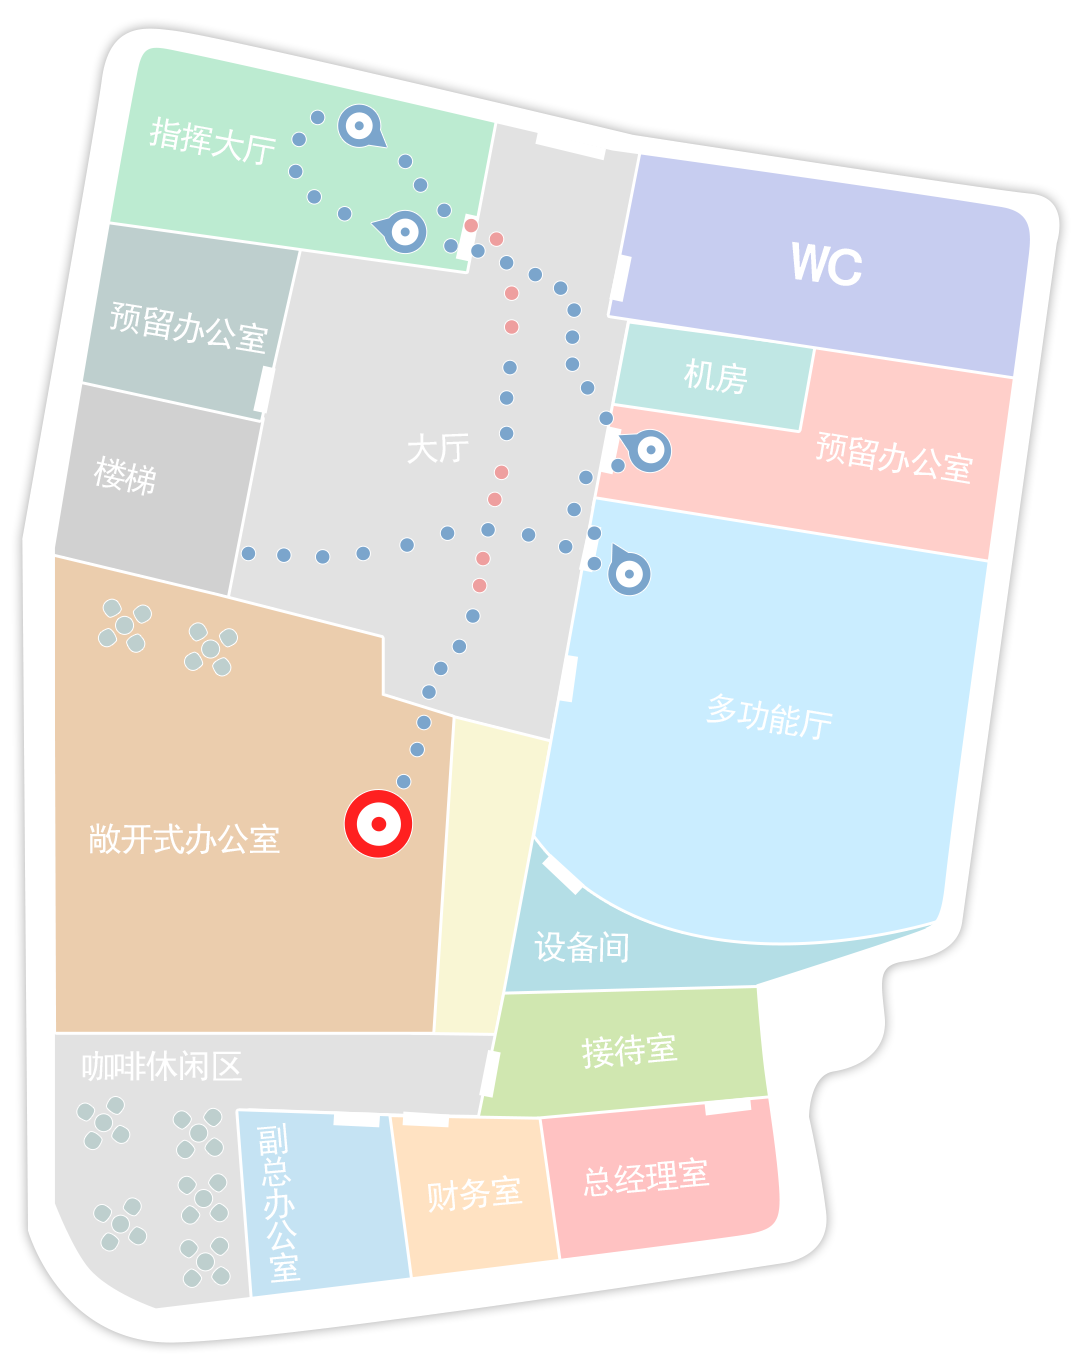 指挥大厅
WC
预留办公室
机房
大厅
预留办公室
楼梯
多功能厅
敞开式办公室
设备间
接待室
咖啡休闲区
副总办公室
财务室
总经理室